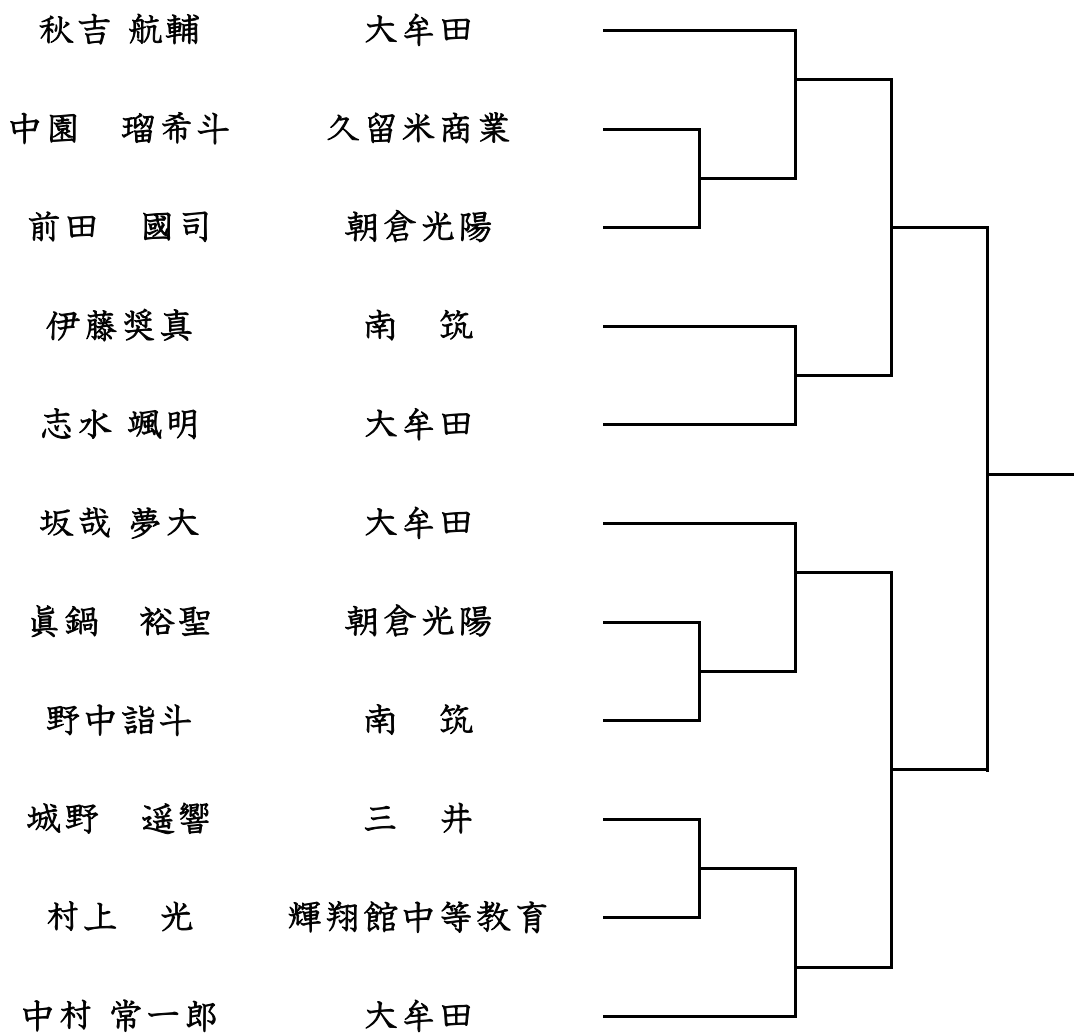 秋吉 航輔 大牟田
中園 瑠希斗 久留米商業
前田 國司 朝倉光陽
伊藤奨真 南 筑
志水 颯明 大牟田
坂哉 夢大 大牟田
眞鍋 裕聖 朝倉光陽
野中詣斗 南 筑
城野 遥響 三 井
村上 光 輝翔館中等教育
中村 常一郎 大牟田